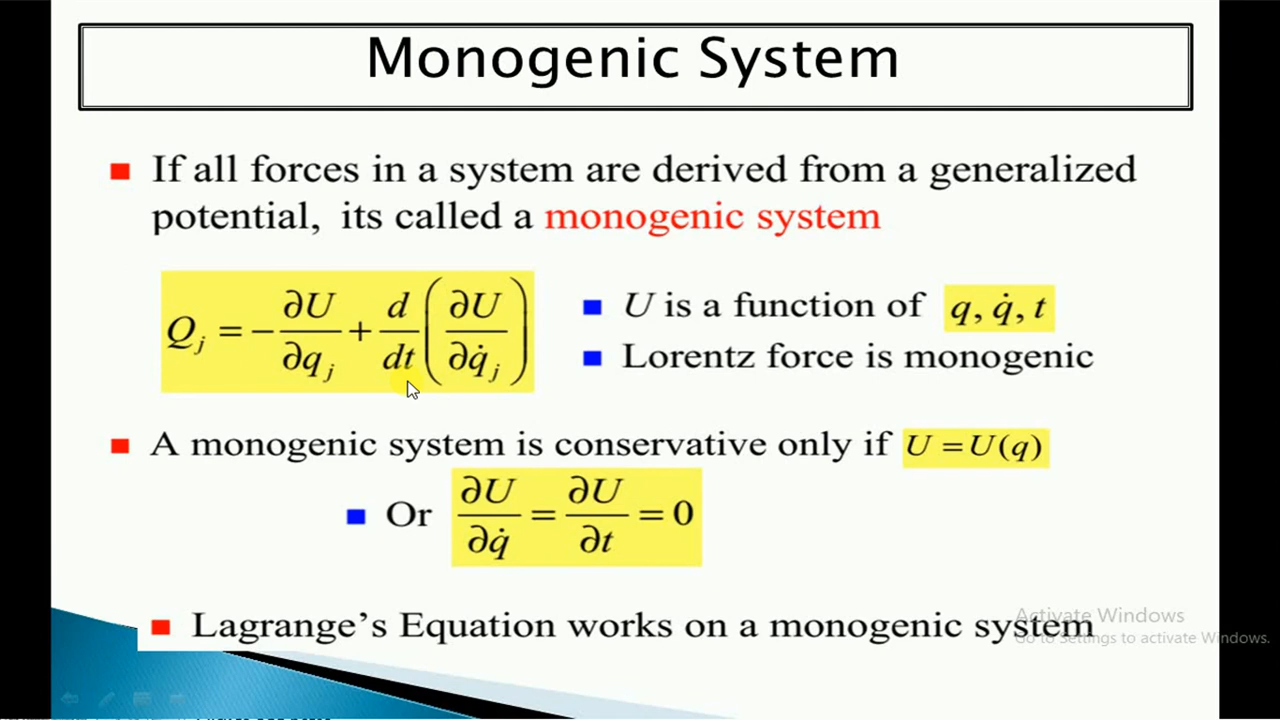 Monogenic System
If all forces in a system are derived from a generalized
potential, its called a monogenic system
Q_j = -∂U/∂q_j + d/dt(∂U/∂q̇_j)
U is a function of q, q̇, t
Lorentz force is monogenic
A monogenic system is conservative only if U = U(q)
Or ∂U/∂q̇ = ∂U/∂t = 0
Lagrange's Equation works on a monogenic system
Activate Windows
Go to Settings to activate Windows.